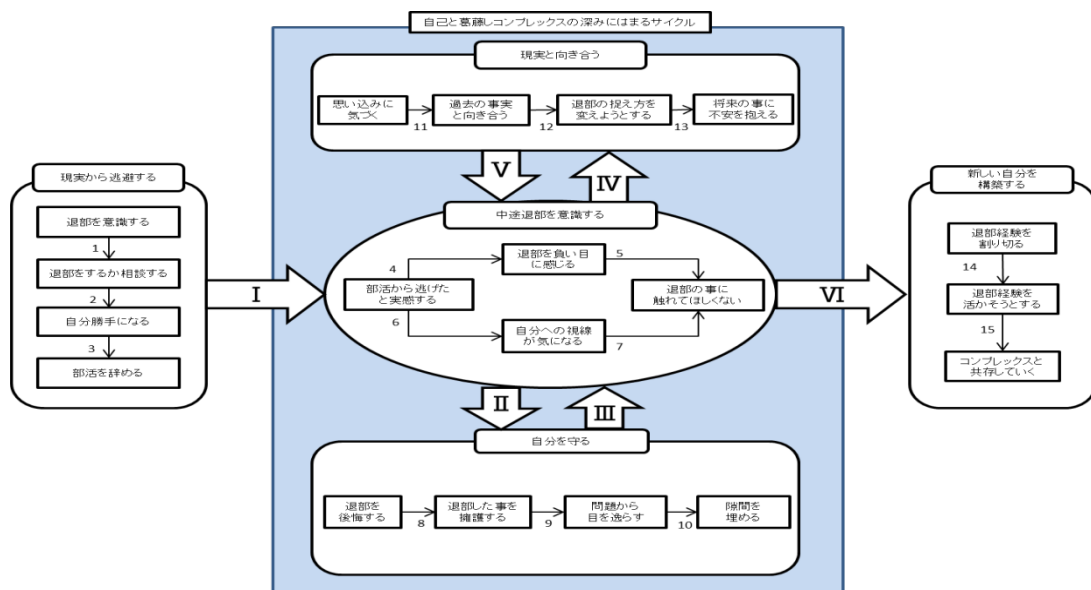 自己と葛藤しコンプレックスの深みにはまるサイクル
現実と向き合う
思い込みに
気づく
11
過去の事実
と向き合う
12
退部の捉え方を
変えようとする
13
将来の事に
不安を抱える
V
IV
現実から逃避する
退部を意識する
1
退部をするか相談する
2
自分勝手になる
3
部活を辞める
I
中途退部を意識する
部活から逃げた
と実感する
4
退部を負い目
に感じる
5
退部の事に
触れてほしくない
6
自分への視線
が気になる
7
II
III
自分を守る
退部を
後悔する
8
退部した事を
擁護する
9
問題から
目を逸らす
10
隙間を
埋める
VI
新しい自分を
構築する
退部経験を
割り切る
14
退部経験を
活かそうとする
15
コンプレックスと
共存していく